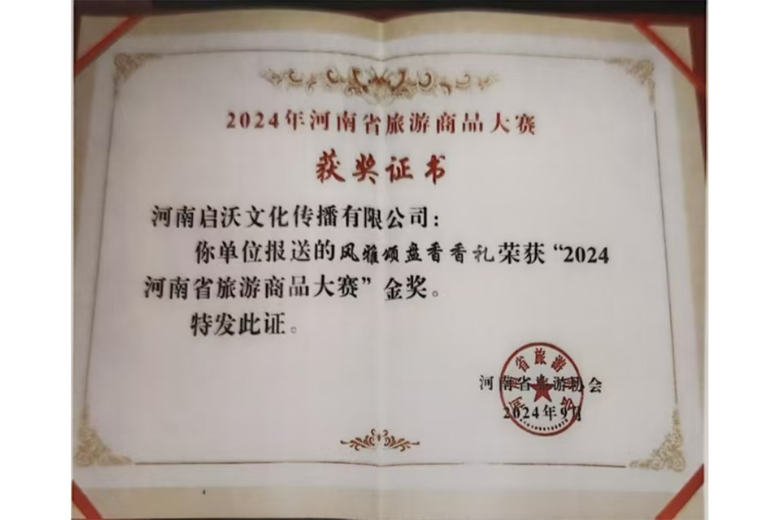 2024年河南省旅游商品大赛
获奖证书
河南启沃文化传播有限公司：
你单位报送的风雅颂盘香香礼荣获“2024
河南省旅游商品大赛”金奖。
特发此证。
河南省旅游协会
2024年9月